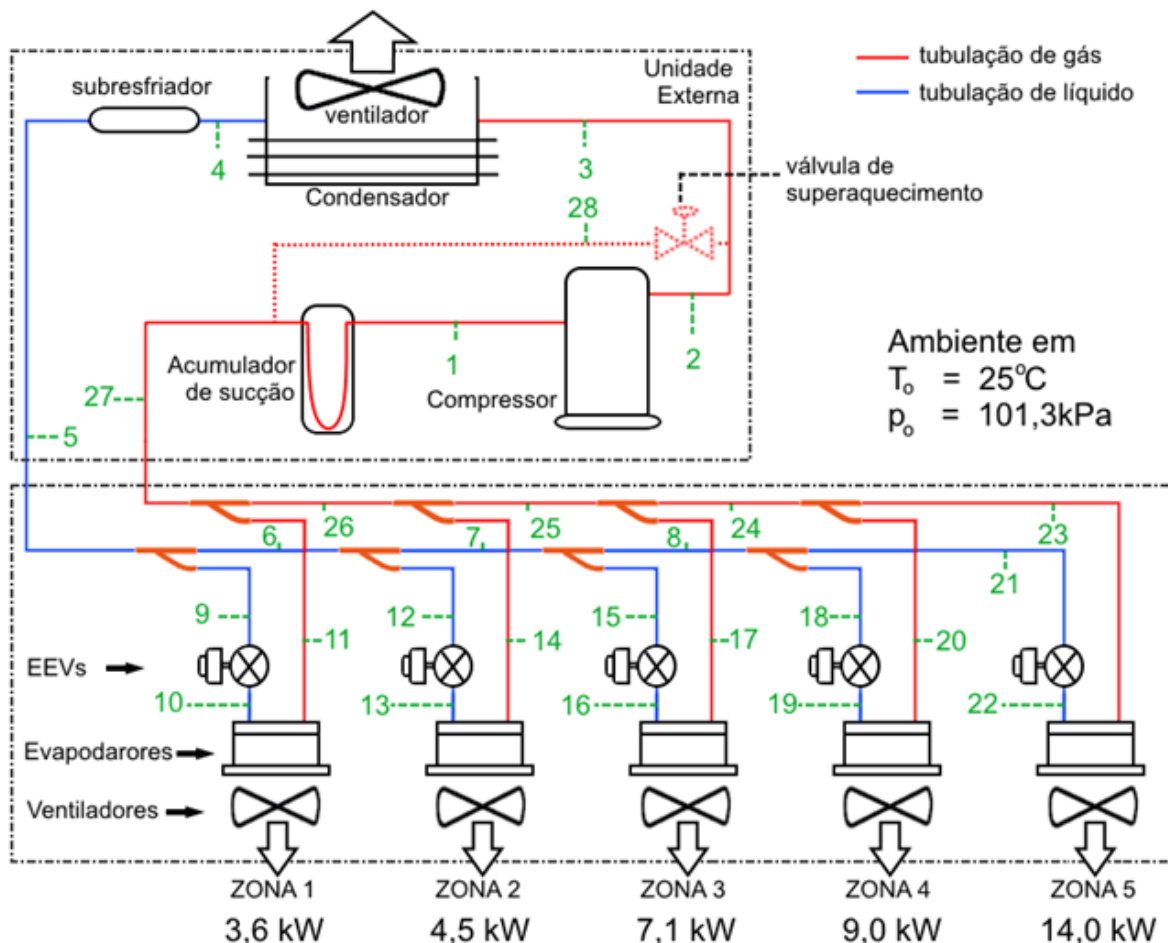 subresfriador
ventilador
Unidade
Externa
tubulação de gás
tubulação de líquido
4
3
Condensador
28
válvula de
superaquecimento
Acumulador
de sucção
1
Compressor
2
27
5
Ambiente em
To = 25°C
po = 101,3kPa
26
25
24
23
6
7
8
21
9
12
15
18
11
14
17
20
EEVs
10
13
16
19
22
Evapodarores
Ventiladores
ZONA 1
ZONA 2
ZONA 3
ZONA 4
ZONA 5
3,6 kW
4,5 kW
7,1 kW
9,0 kW
14,0 kW